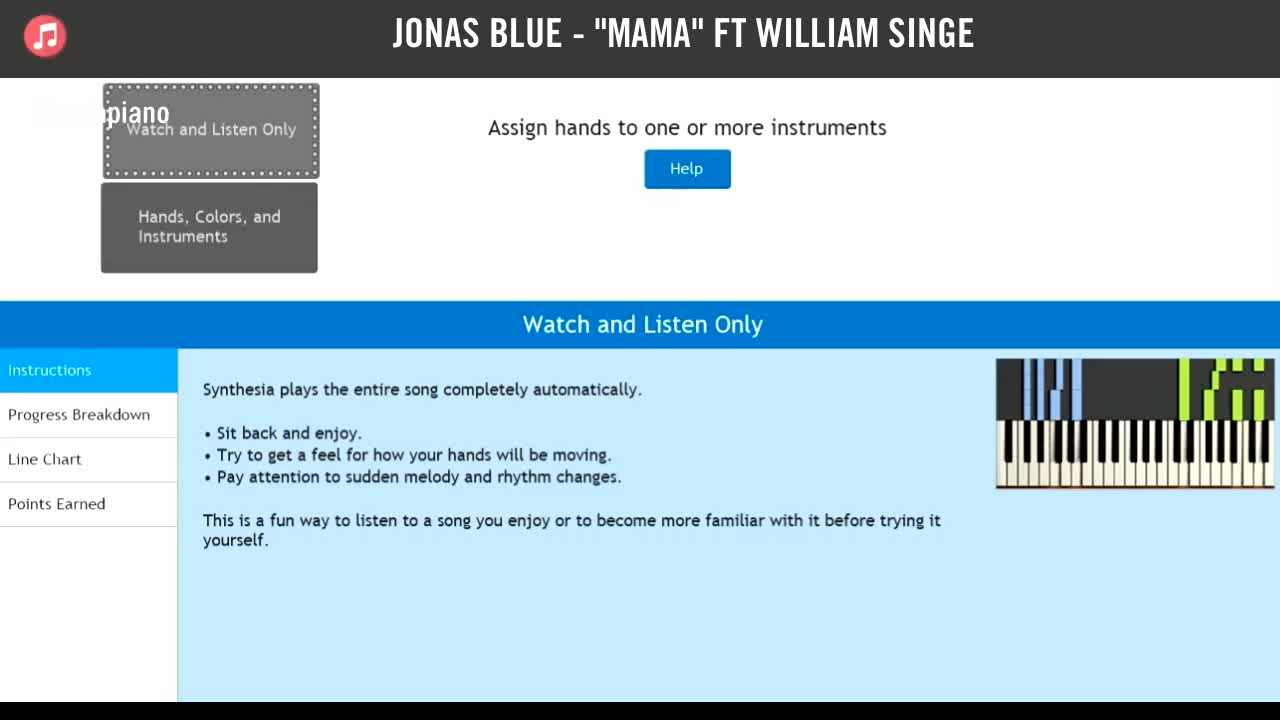 JONAS BLUE - "MAMA" FT WILLIAM SINGE
piano
Watch and Listen Only
Hands, Colors, and
Instruments
Assign hands to one or more instruments
Help
Watch and Listen Only
Instructions
Progress Breakdown
Line Chart
Points Earned
Synthesia plays the entire song completely automatically.
• Sit back and enjoy.
• Try to get a feel for how your hands will be moving.
• Pay attention to sudden melody and rhythm changes.
This is a fun way to listen to a song you enjoy or to become more familiar with it before trying it
yourself.